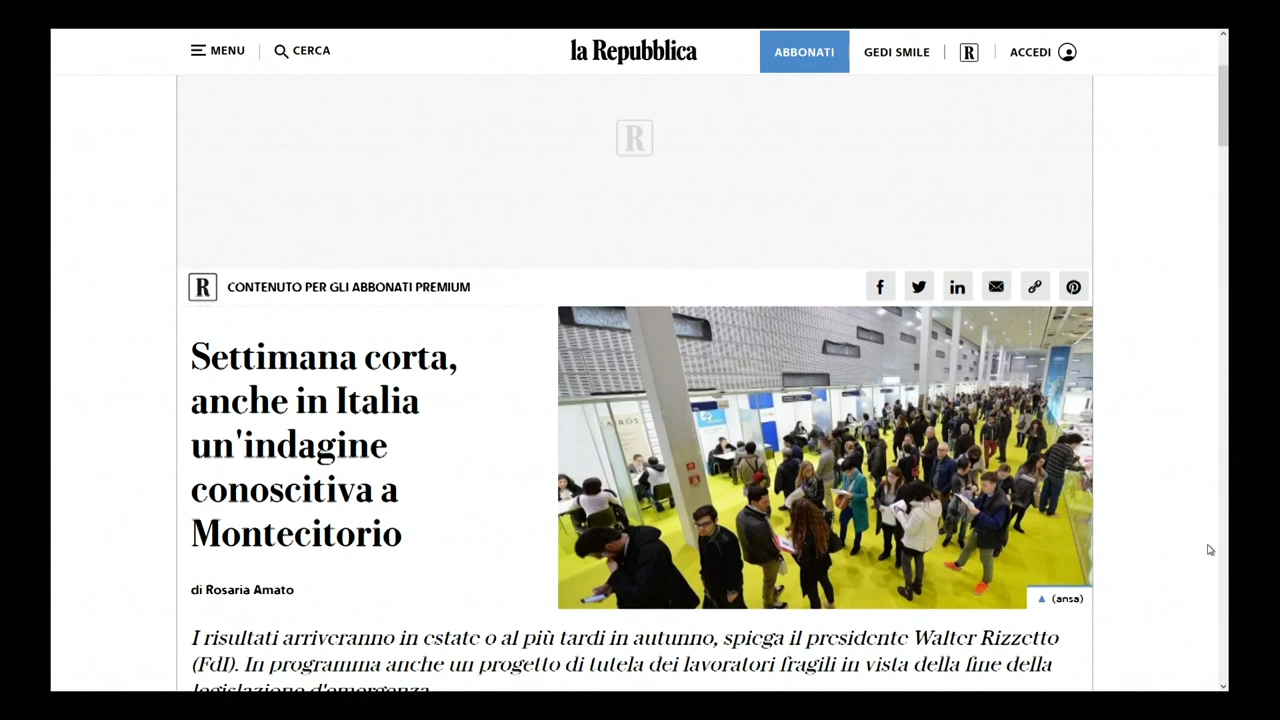 MENU
CERCA
la Repubblica
ABBONATI
GEDI SMILE
R
ACCEDI
R
R
CONTENUTO PER GLI ABBONATI PREMIUM
Settimana corta,
anche in Italia
un'indagine
conoscitiva a
Montecitorio
di Rosaria Amato
(ansa)
I risultati arriveranno in estate o al più tardi in autunno, spiega il presidente Walter Rizzetto
(FdI). In programma anche un progetto di tutela dei lavoratori fragili in vista della fine della
legislazione d'emergenza